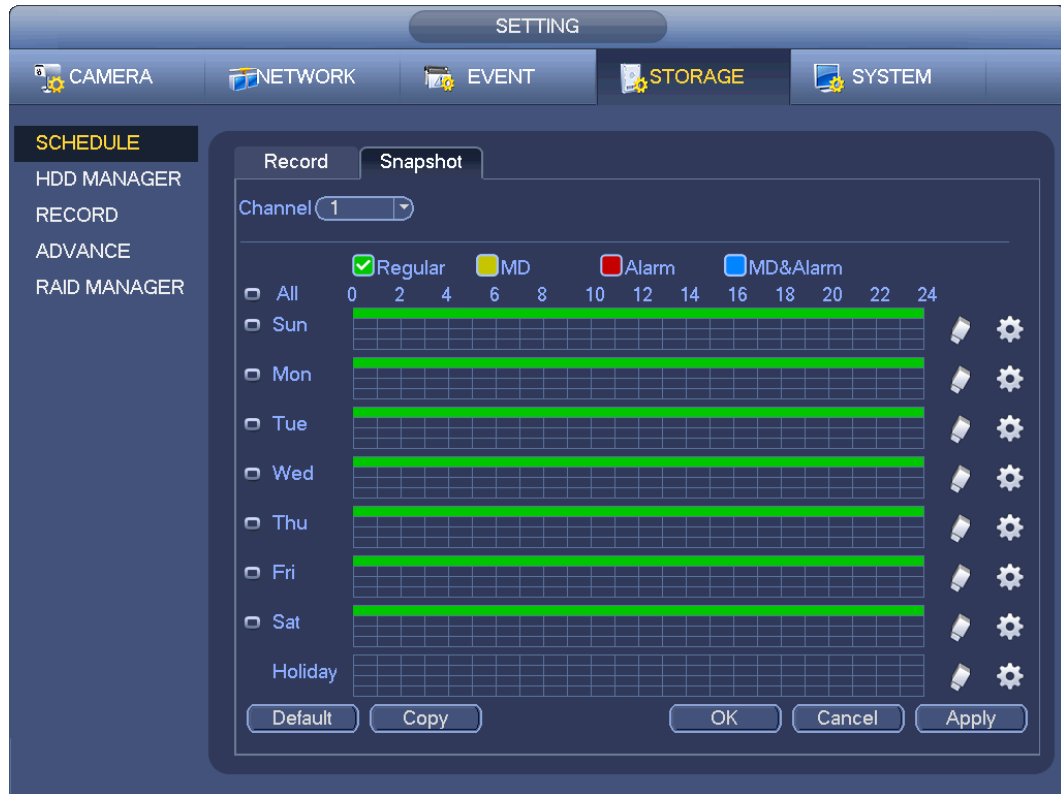 SETTING
CAMERA NETWORK EVENT STORAGE SYSTEM
SCHEDULE
HDD MANAGER
RECORD
ADVANCE
RAID MANAGER
Record Snapshot
Channel 1
Regular MD Alarm MD&Alarm
All 0 2 4 6 8 10 12 14 16 18 20 22 24
Sun
Mon
Tue
Wed
Thu
Fri
Sat
Holiday
Default Copy OK Cancel Apply